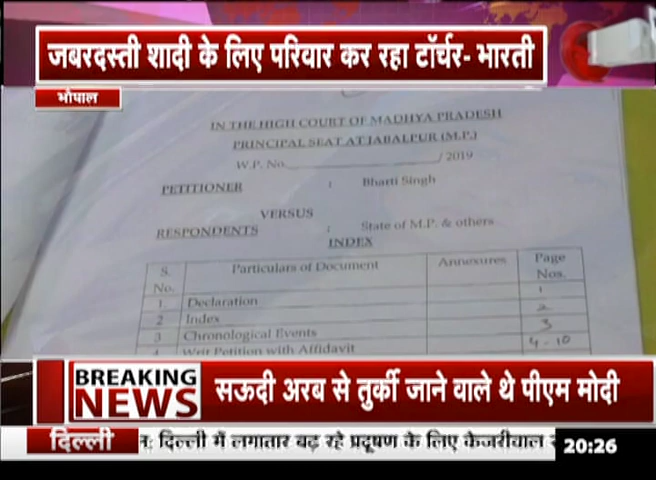 जबरदस्ती शादी के लिए परिवार कर रहा टॉर्चर- भारती
भोपाल
IN THE HIGH COURT OF MADHYA PRADESH
PRINCIPAL SEAT AT JABALPUR (M.P.)
W.P. No. / 2019
PETITIONER : Bharti Singh
VERSUS
RESPONDENTS : State of M.P. & others
INDEX
S. No. Particulars of Document Annexures Page Nos.
1 Declaration 1
2 Index 2
3 Chronological Events 3
4 Writ Petition with Affidavit 4-10
BREAKING NEWS सऊदी अरब से तुर्की जाने वाले थे पीएम मोदी
दिल्ली न: दिल्ली में लगातार बढ़ रहे प्रदूषण के लिए केजरीवाल 20:26